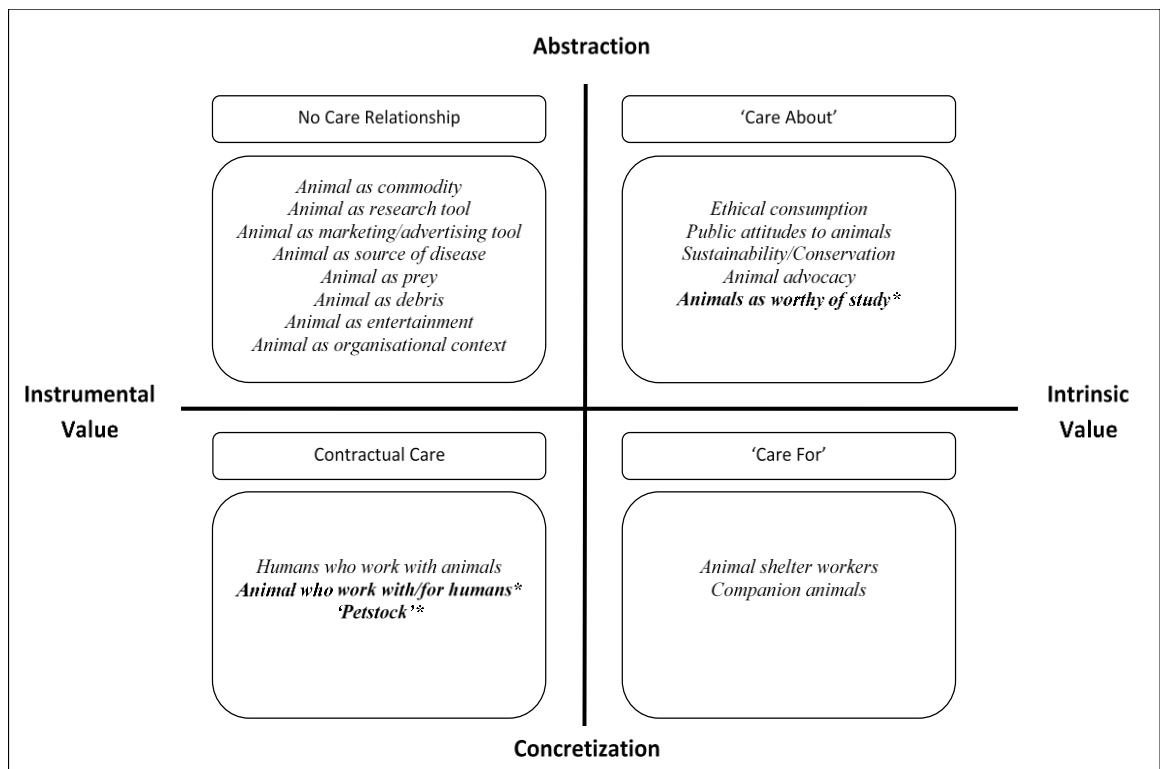 Abstraction
No Care Relationship
‘Care About’
Animal as commodity
Animal as research tool
Animal as marketing/advertising tool
Animal as source of disease
Animal as prey
Animal as debris
Animal as entertainment
Animal as organisational context
Ethical consumption
Public attitudes to animals
Sustainability/Conservation
Animal advocacy
Animals as worthy of study*
Instrumental
Value
Intrinsic
Value
Contractual Care
‘Care For’
Humans who work with animals
Animal who work with/for humans*
‘Petstock’*
Animal shelter workers
Companion animals
Concretization